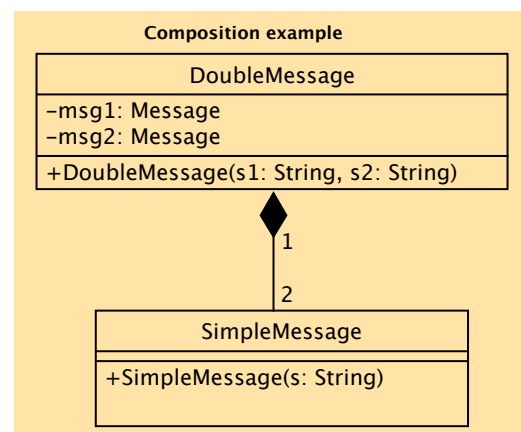 Composition example
DoubleMessage
–msg1: Message
–msg2: Message
+DoubleMessage(s1: String, s2: String)
1
2
SimpleMessage
+SimpleMessage(s: String)